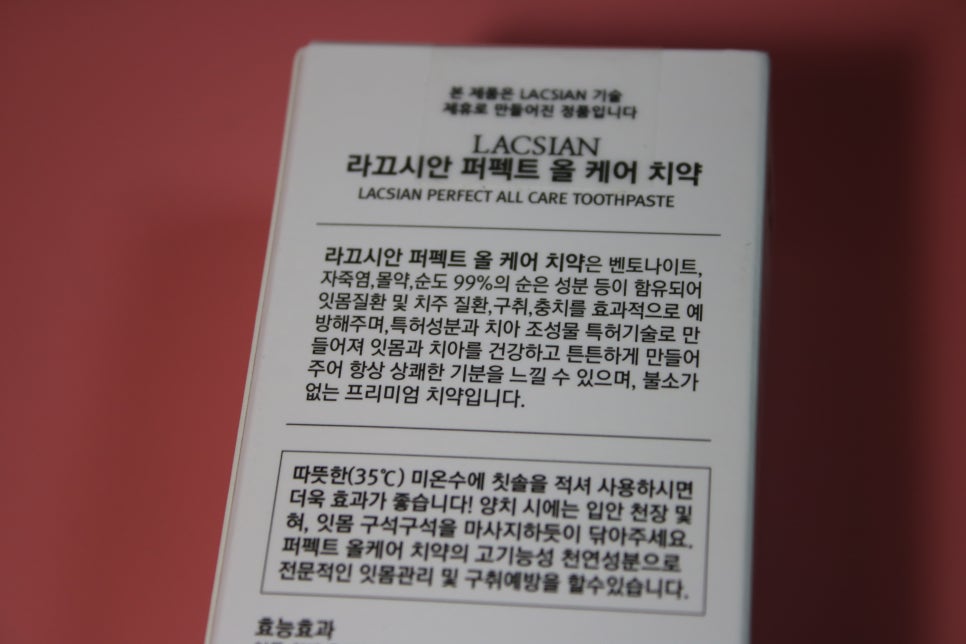 본 제품은 LACSIAN 기술
제휴로 만들어진 정품입니다
LACSIAN
라끄시안 퍼펙트 올 케어 치약
LACSIAN PERFECT ALL CARE TOOTHPASTE
라끄시안 퍼펙트 올 케어 치약은 벤토나이트,
자죽염,몰약,순도 99%의 순은 성분 등이 함유되어
잇몸질환 및 치주 질환,구취,충치를 효과적으로 예
방해주며,특허성분과 치아 조성물 특허기술로 만
들어져 잇몸과 치아를 건강하고 튼튼하게 만들어
주어 항상 상쾌한 기분을 느낄 수 있으며, 불소가
없는 프리미엄 치약입니다.
따뜻한(35℃) 미온수에 칫솔을 적셔 사용하시면
더욱 효과가 좋습니다! 양치 시에는 입안 천장 및
혀, 잇몸 구석구석을 마사지하듯이 닦아주세요.
퍼펙트 올케어 치약의 고기능성 천연성분으로
전문적인 잇몸관리 및 구취예방을 할수있습니다.
효능효과